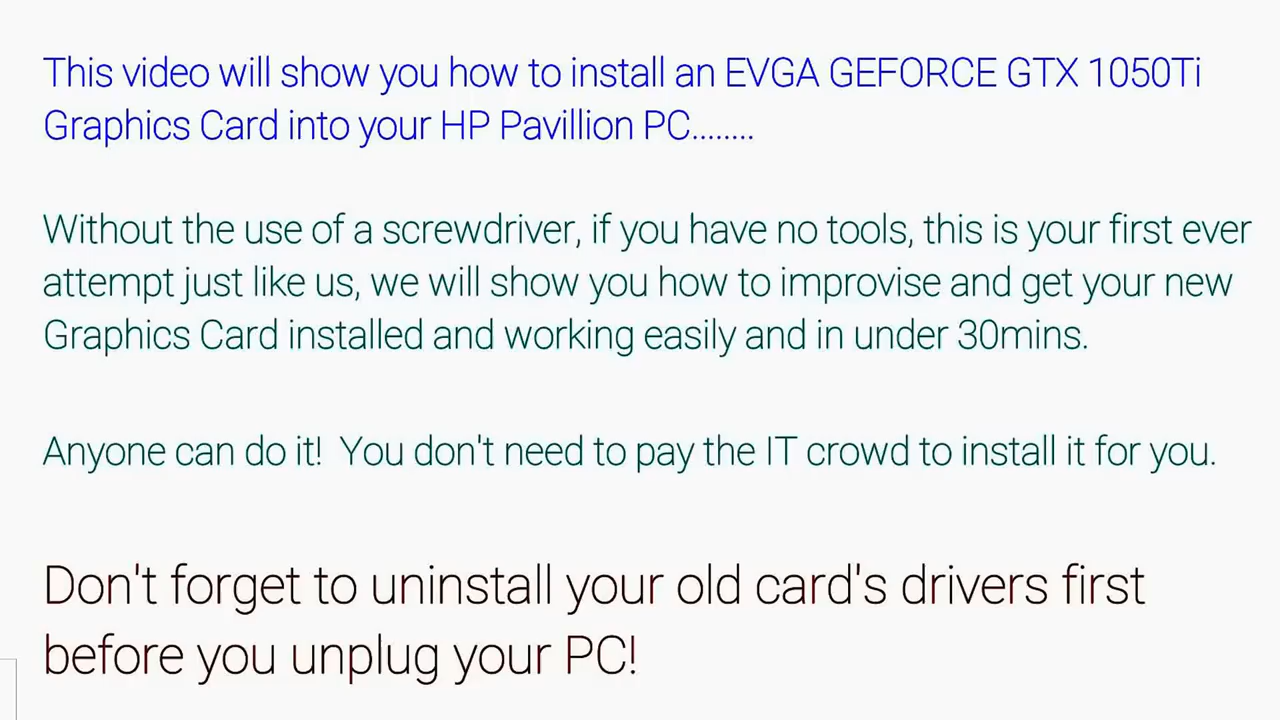 This video will show you how to install an EVGA GEFORCE GTX 1050Ti
Graphics Card into your HP Pavillion PC........
Without the use of a screwdriver, if you have no tools, this is your first ever
attempt just like us, we will show you how to improvise and get your new
Graphics Card installed and working easily and in under 30mins.
Anyone can do it!  You don't need to pay the IT crowd to install it for you.
Don't forget to uninstall your old card's drivers first
before you unplug your PC!